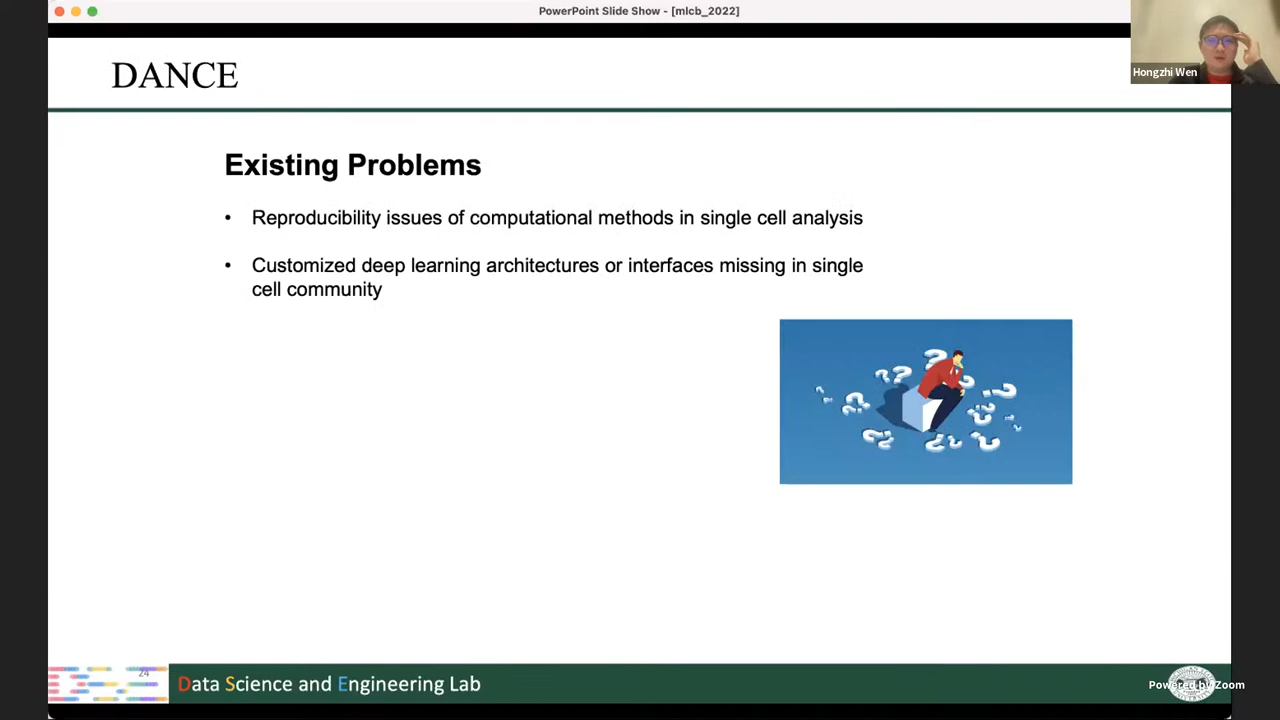 PowerPoint Slide Show - [mlcb_2022]
Hongzhi Wen
DANCE
Existing Problems
• Reproducibility issues of computational methods in single cell analysis
• Customized deep learning architectures or interfaces missing in single
cell community
? ? ? ? ? ? ? ? ? ? ? ? ? ? ?
24
Data Science and Engineering Lab
Powered by Zoom